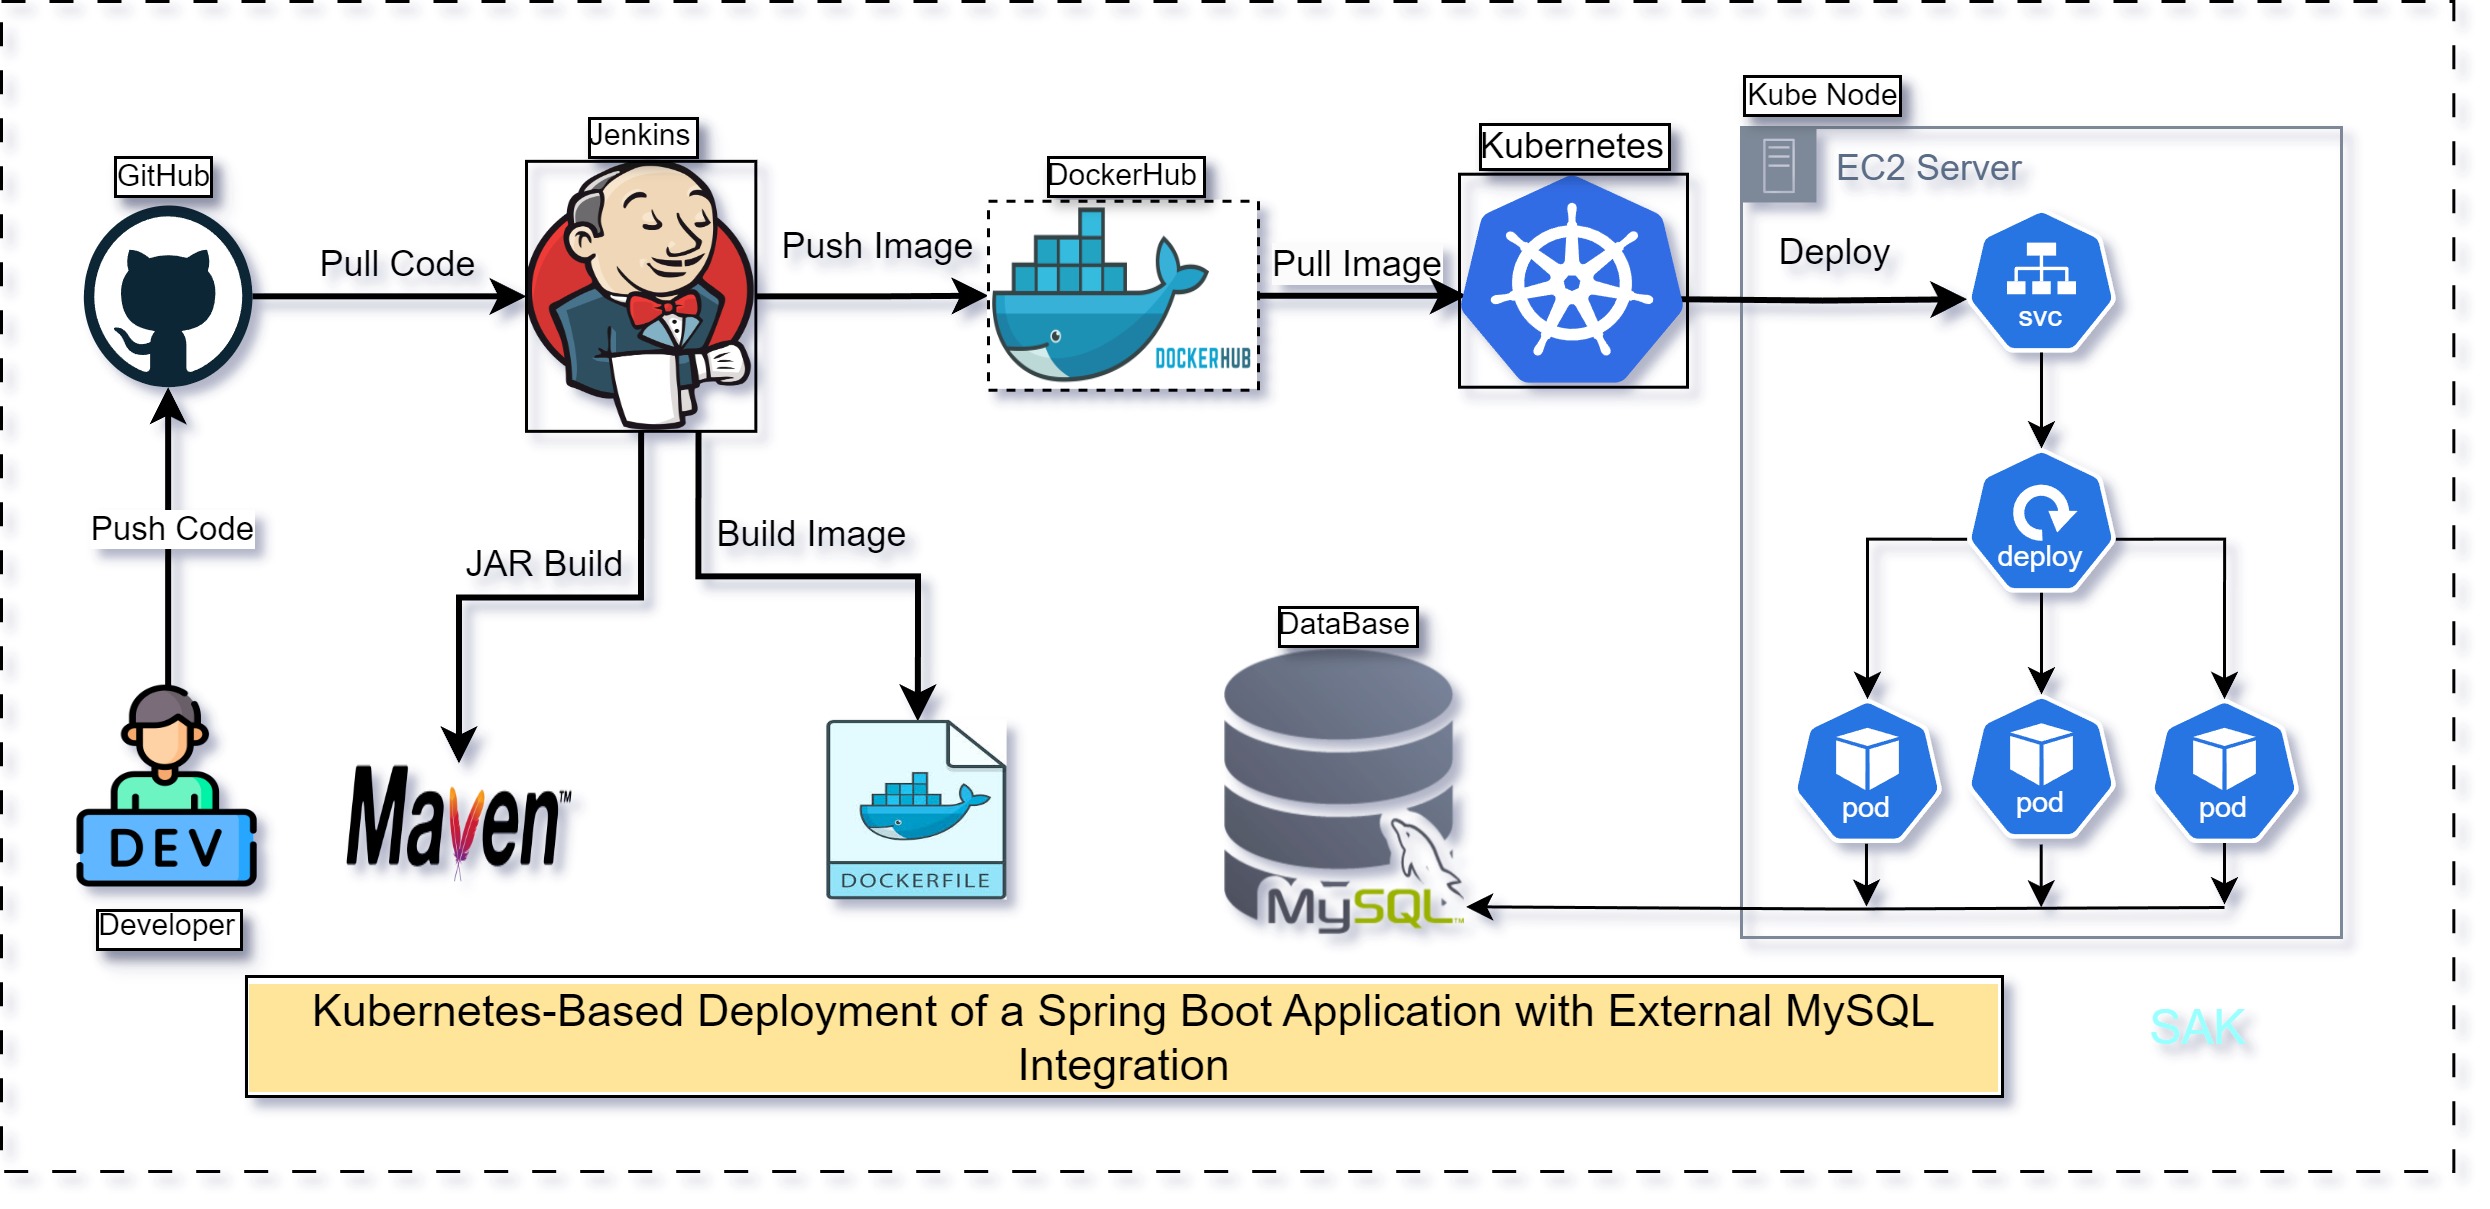 Kube Node
Jenkins
Kubernetes
GitHub
DockerHub
EC2 Server
Pull Code
Push Image
Pull Image
Deploy
svc
DOCKERHUB
Push Code
JAR Build
Build Image
deploy
DataBase
pod
pod
pod
DEV
Maven™
DOCKERFILE
MySQL™
Developer
Kubernetes-Based Deployment of a Spring Boot Application with External MySQL
Integration
SAK